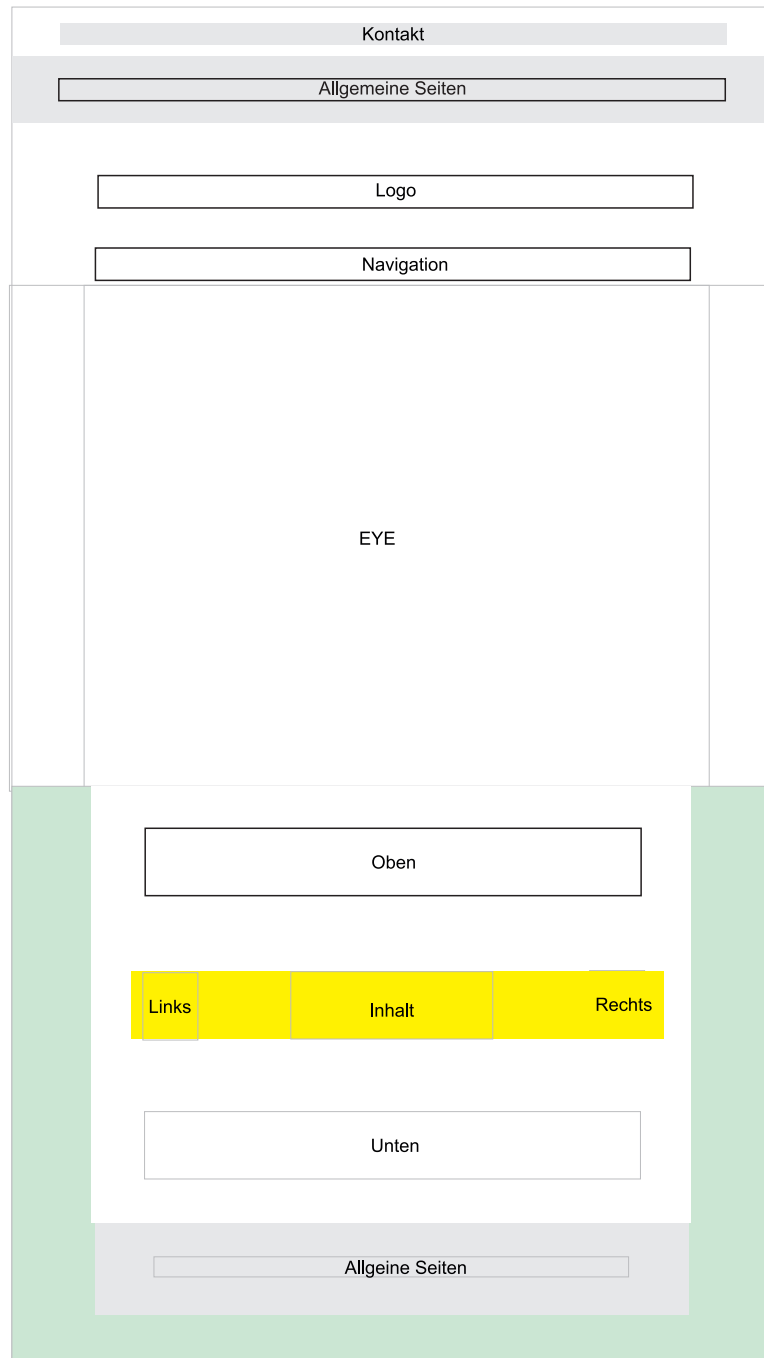 Kontakt
Allgemeine Seiten
Logo
Navigation
EYE
Oben
Links
Inhalt
Rechts
Unten
Allgeine Seiten